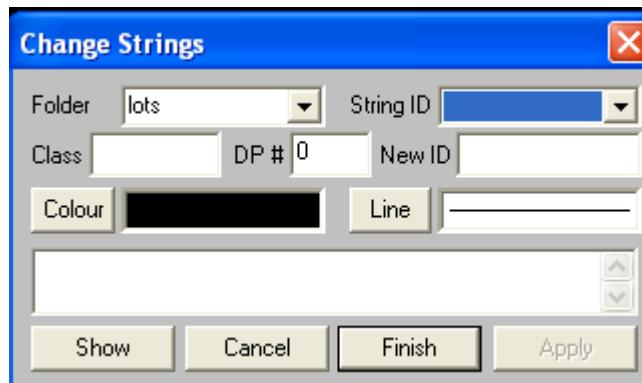 Change Strings
Folder lots String ID
Class DP # 0 New ID
Colour Line
Show Cancel Finish Apply